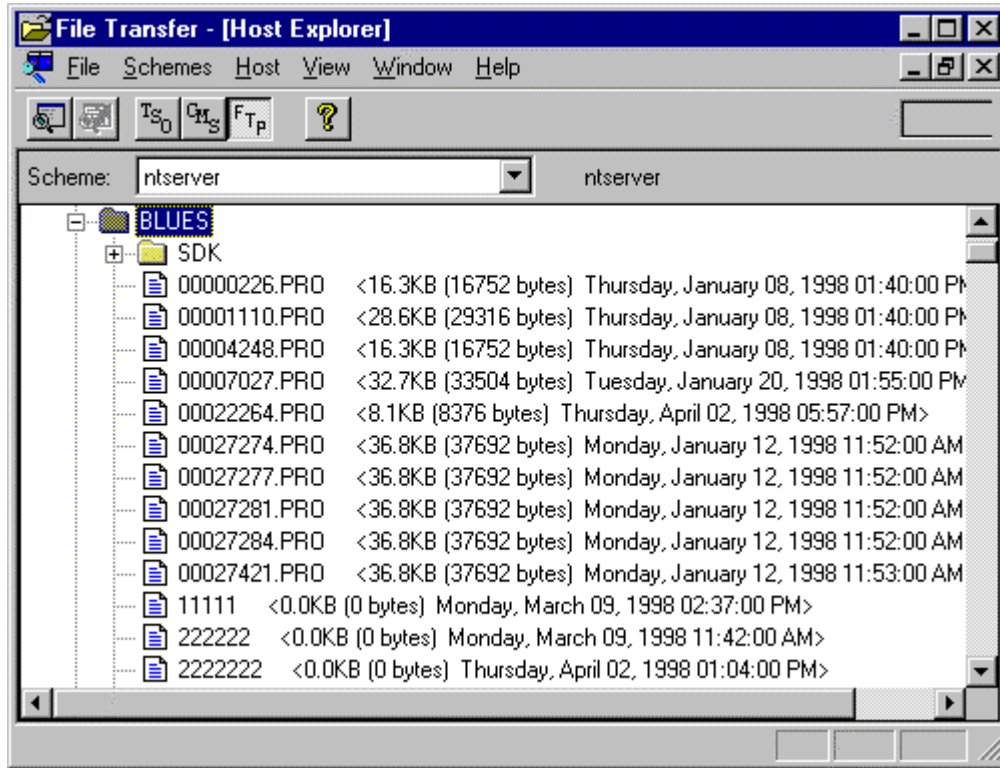 File Transfer - [Host Explorer]
File Schemes Host View Window Help
TSO CMS FTP ?
Scheme: ntserver ntserver
BLUES
SDK
00000226.PRO <16.3KB (16752 bytes) Thursday, January 08, 1998 01:40:00 PM
00001110.PRO <28.6KB (29316 bytes) Thursday, January 08, 1998 01:40:00 PM
00004248.PRO <16.3KB (16752 bytes) Thursday, January 08, 1998 01:40:00 PM
00007027.PRO <32.7KB (33504 bytes) Tuesday, January 20, 1998 01:55:00 PM
00022264.PRO <8.1KB (8376 bytes) Thursday, April 02, 1998 05:57:00 PM>
00027274.PRO <36.8KB (37692 bytes) Monday, January 12, 1998 11:52:00 AM
00027277.PRO <36.8KB (37692 bytes) Monday, January 12, 1998 11:52:00 AM
00027281.PRO <36.8KB (37692 bytes) Monday, January 12, 1998 11:52:00 AM
00027284.PRO <36.8KB (37692 bytes) Monday, January 12, 1998 11:52:00 AM
00027421.PRO <36.8KB (37692 bytes) Monday, January 12, 1998 11:53:00 AM
11111 <0.0KB (0 bytes) Monday, March 09, 1998 02:37:00 PM>
222222 <0.0KB (0 bytes) Monday, March 09, 1998 11:42:00 AM>
2222222 <0.0KB (0 bytes) Thursday, April 02, 1998 01:04:00 PM>